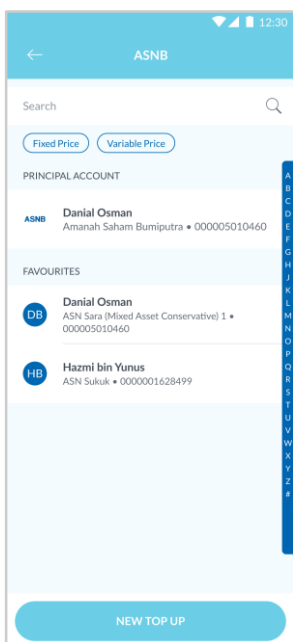 12:30
ASNB
Search
Fixed Price Variable Price
PRINCIPAL ACCOUNT
ASNB
Danial Osman
Amanah Saham Bumiputra • 000005010460
FAVOURITES
DB
Danial Osman
ASN Sara (Mixed Asset Conservative) 1 •
000005010460
HB
Hazmi bin Yunus
ASN Sukuk • 0000001628499
A
B
C
D
E
F
G
H
J
K
L
M
N
O
P
Q
R
S
T
U
V
W
X
Y
Z
#
NEW TOP UP